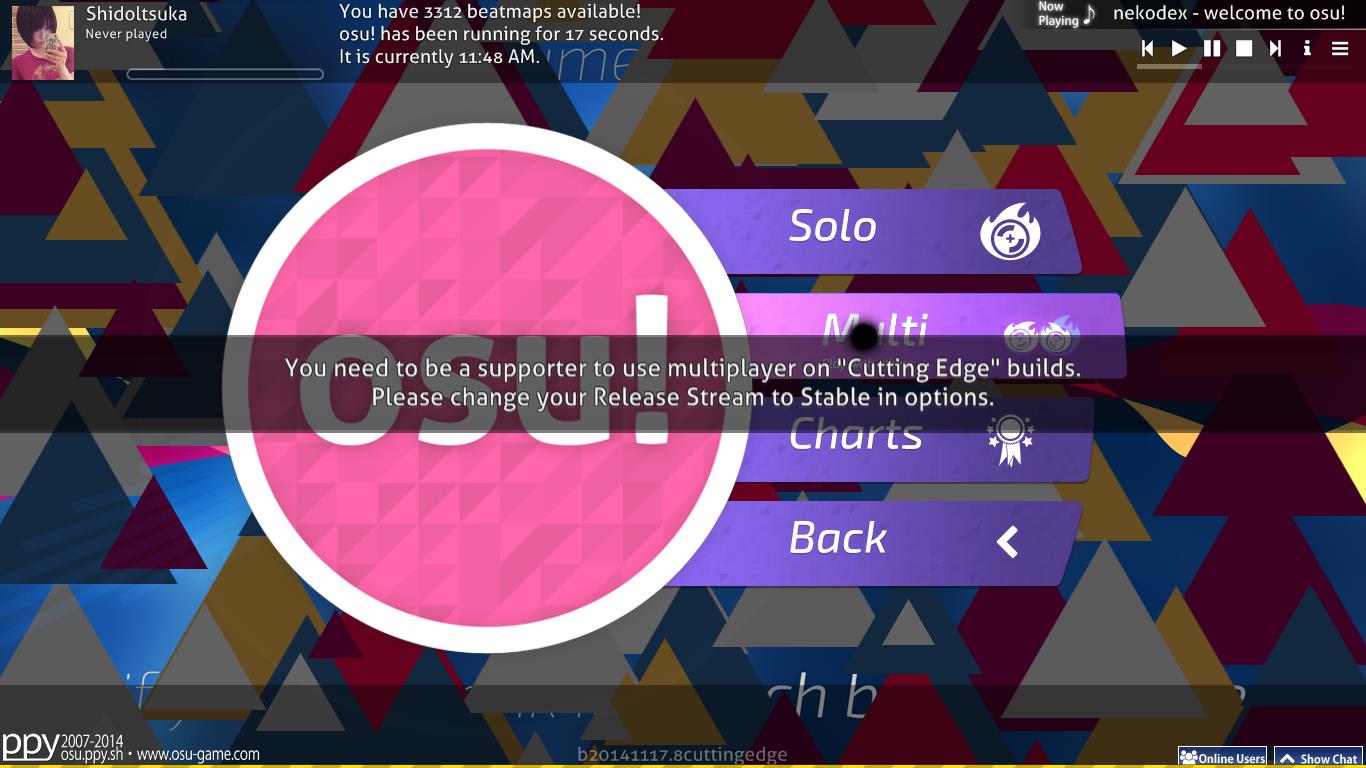 Shidoltsuka
Never played
You have 3312 beatmaps available!
osu! has been running for 17 seconds.
It is currently 11:48 AM.
Now
Playing
nekodex - welcome to osu!
Solo
Multi
You need to be a supporter to use multiplayer on "Cutting Edge" builds.
Please change your Release Stream to Stable in options.
osu!
Charts
Back
ppy 2007-2014
osu.ppy.sh • www.osu-game.com
b20141117.8cuttingedge
Online Users
Show Chat